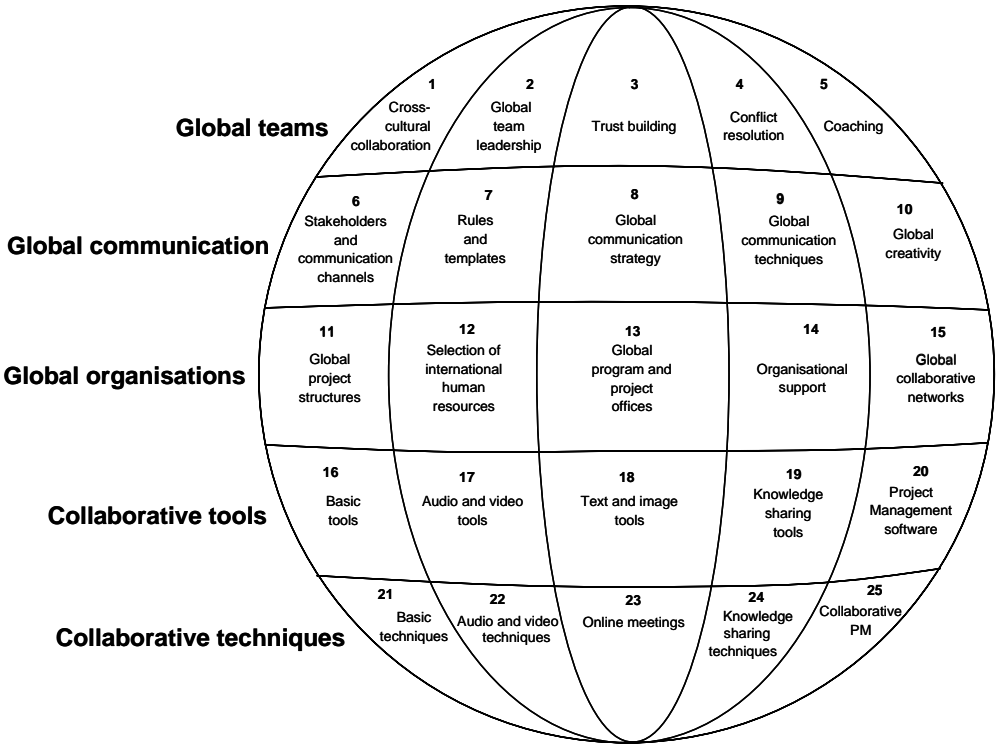 Global teams
1
Cross-
cultural
collaboration
2
Global
team
leadership
3
Trust building
4
Conflict
resolution
5
Coaching
Global communication
6
Stakeholders
and
communication
channels
7
Rules
and
templates
8
Global
communication
strategy
9
Global
communication
techniques
10
Global
creativity
Global organisations
11
Global
project
structures
12
Selection of
international
human
resources
13
Global
program and
project
offices
14
Organisational
support
15
Global
collaborative
networks
Collaborative tools
16
Basic
tools
17
Audio and video
tools
18
Text and image
tools
19
Knowledge
sharing
tools
20
Project
Management
software
Collaborative techniques
21
Basic
techniques
22
Audio and video
techniques
23
Online meetings
24
Knowledge
sharing
techniques
25
Collaborative
PM